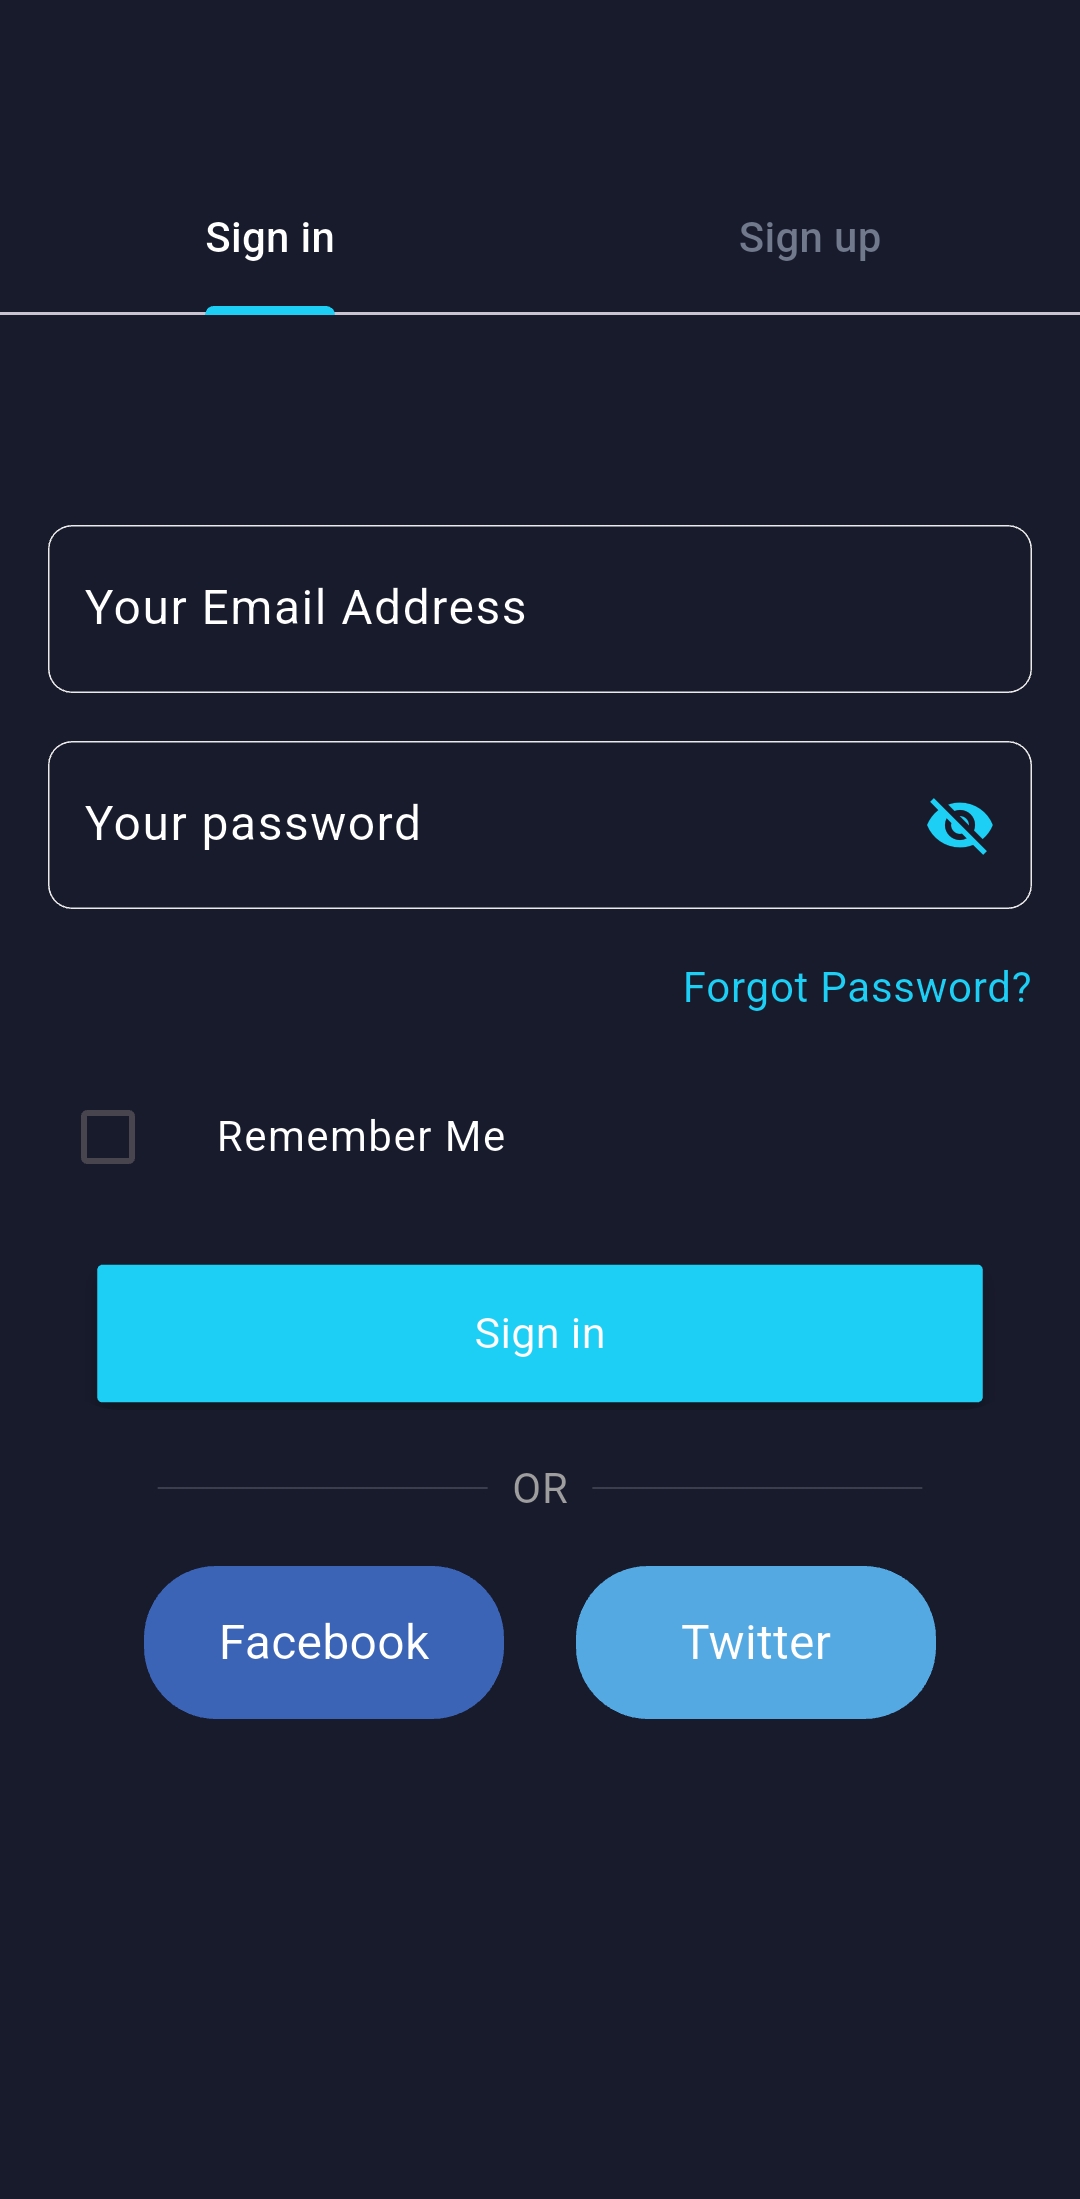 Sign in Sign up
Your Email Address
Your password
Forgot Password?
Remember Me
Sign in
OR
Facebook Twitter